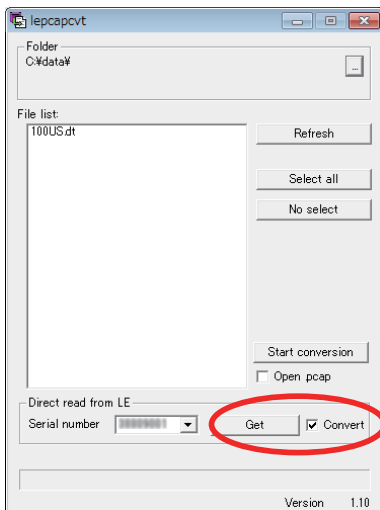 lepcapcvt
Folder
C:¥data¥
...
File list:
100US.dt
Refresh
Select all
No select
Start conversion
Open pcap
Direct read from LE
Serial number
Get
Convert
Version 1.10